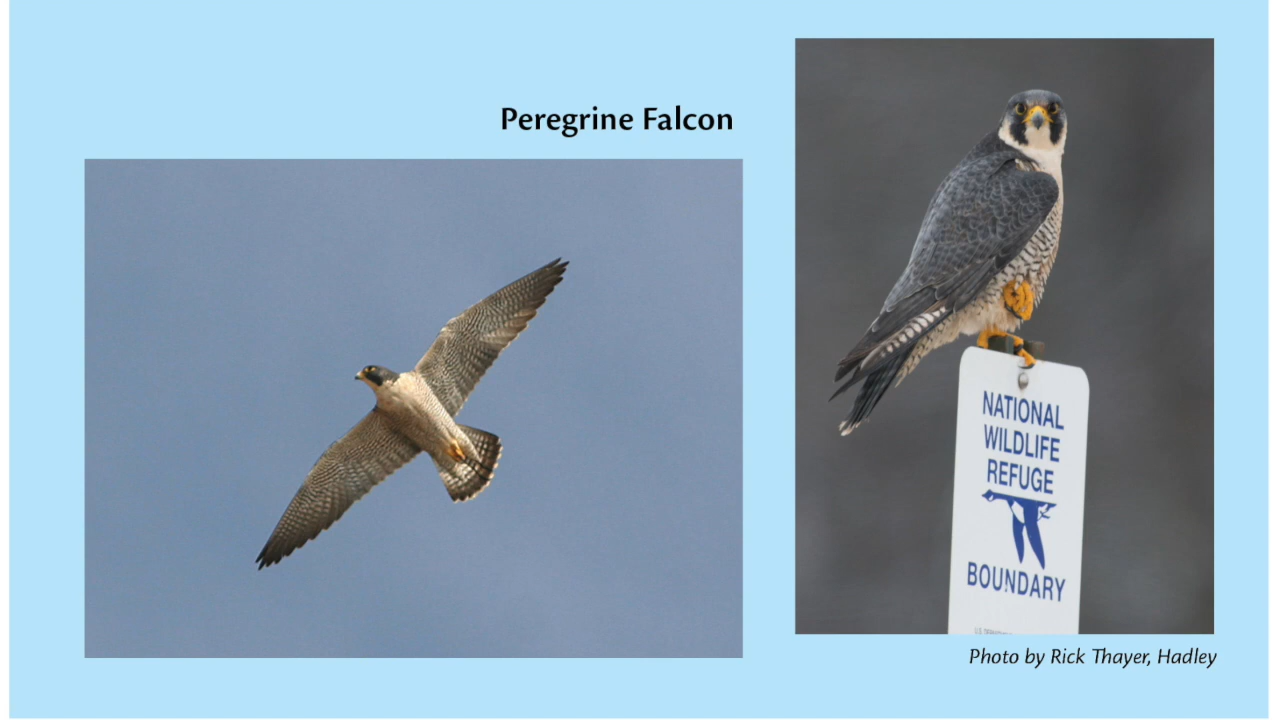 Peregrine Falcon
NATIONAL
WILDLIFE
REFUGE
BOUNDARY
Photo by Rick Thayer, Hadley